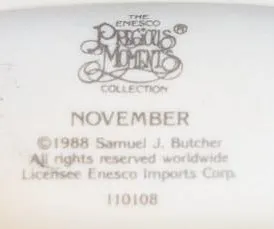 THE
ENESCO
PRECIOUS
MOMENTS®
COLLECTION
NOVEMBER
©1988 Samuel J. Butcher
All rights reserved worldwide
Licensee Enesco Imports Corp.
110108